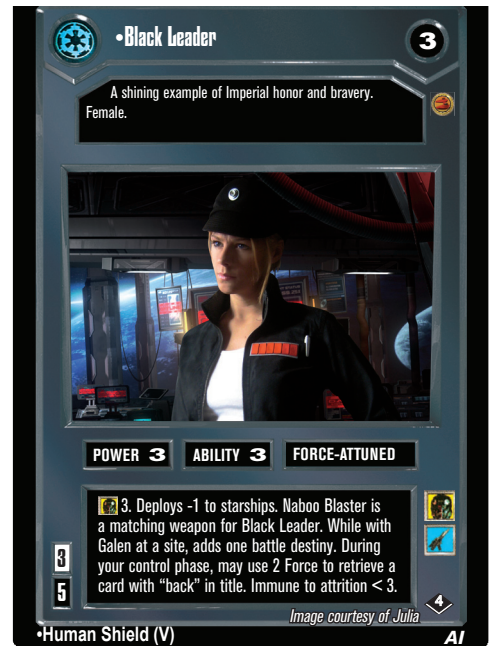 •Black Leader
3
A shining example of Imperial honor and bravery.
Female.
POWER 3
ABILITY 3
FORCE-ATTUNED
3. Deploys -1 to starships. Naboo Blaster is
a matching weapon for Black Leader. While with
Galen at a site, adds one battle destiny. During
your control phase, may use 2 Force to retrieve a
card with “back” in title. Immune to attrition < 3.
3
5
4
Image courtesy of Julia
•Human Shield (V)
AI